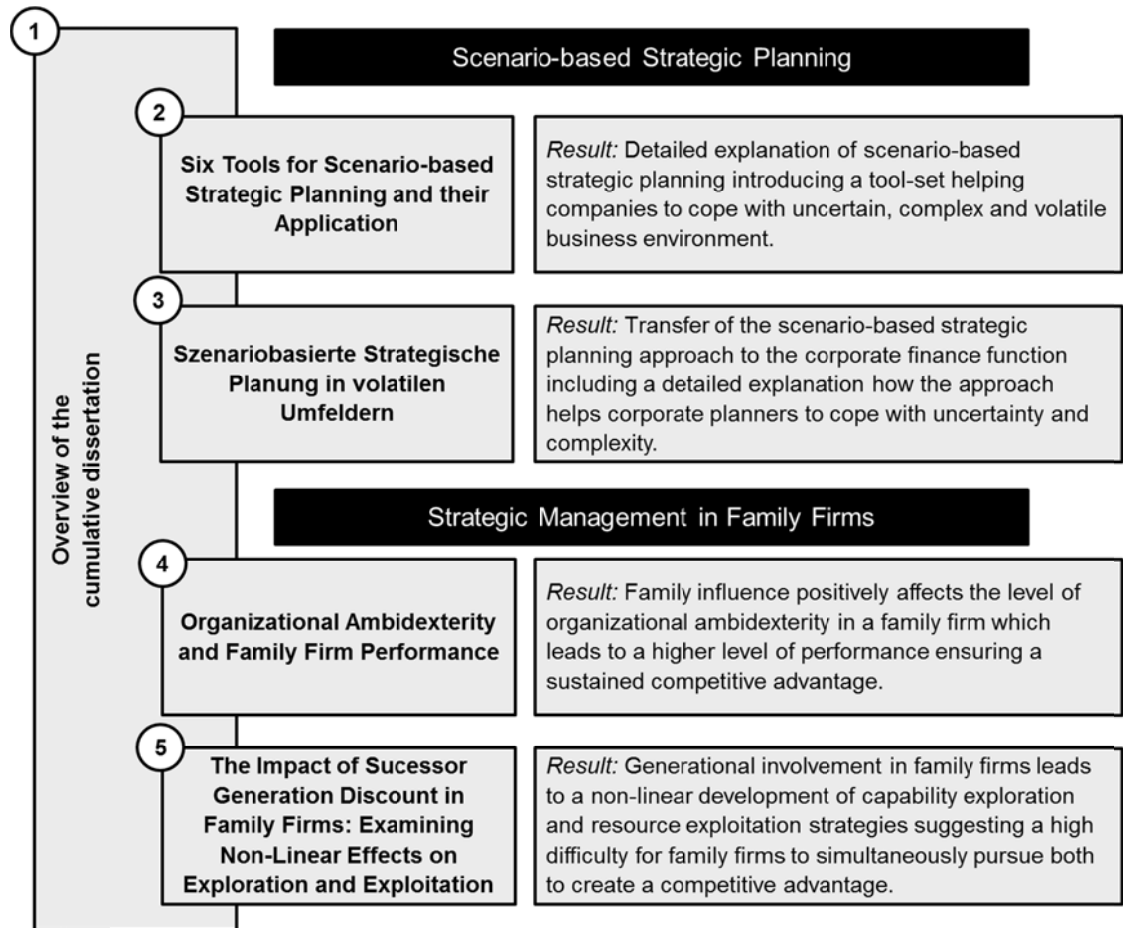 1
Overview of the
cumulative dissertation
Scenario-based Strategic Planning
2
Six Tools for Scenario-based
Strategic Planning and their
Application
Result: Detailed explanation of scenario-based
strategic planning introducing a tool-set helping
companies to cope with uncertain, complex and volatile
business environment.
3
Szenariobasierte Strategische
Planung in volatilen
Umfeldern
Result: Transfer of the scenario-based strategic
planning approach to the corporate finance function
including a detailed explanation how the approach
helps corporate planners to cope with uncertainty and
complexity.
Strategic Management in Family Firms
4
Organizational Ambidexterity
and Family Firm Performance
Result: Family influence positively affects the level of
organizational ambidexterity in a family firm which
leads to a higher level of performance ensuring a
sustained competitive advantage.
5
The Impact of Sucessor
Generation Discount in
Family Firms: Examining
Non-Linear Effects on
Exploration and Exploitation
Result: Generational involvement in family firms leads
to a non-linear development of capability exploration
and resource exploitation strategies suggesting a high
difficulty for family firms to simultaneously pursue both
to create a competitive advantage.